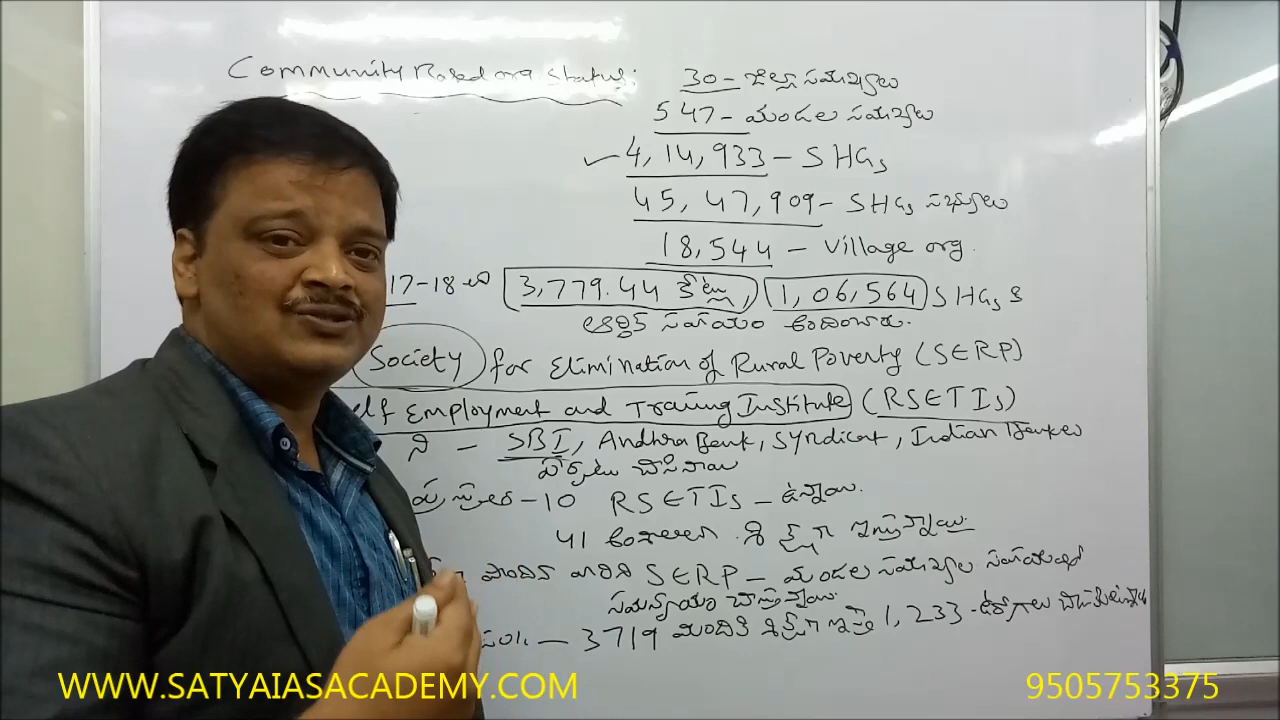 Community Based org Status:
30 - జిల్లా సమాఖ్యలు
547 - మండల సమాఖ్యలు
4,14,933 - SHGs
45,47,909 - SHGs సభ్యులు
18,544 - Village org.
17-18 లో 3,779.44 కోట్లు, 1,06,564 SHGs కి
ఆర్థిక సహాయం అందించారు.
Society for Elimination of Rural Poverty (SERP)
elf Employment and Training Institute (RSETIs)
ని - SBI, Andhra Bank, Syndicat, Indian Bankలు
ఏర్పాటు చేసినాయి
- 10 RSETIs - ఉన్నాయి.
41 అంశాలలో శిక్షణ ఇస్తున్నాయి.
పొందిన వారిని SERP - మండల సమాఖ్యల సహాయంతో
సమన్వయం చేస్తున్నాయి.
- 3719 మందికి శిక్షణ ఇస్తే 1,233 - ఉద్యోగాలు
WWW.SATYAIASACADEMY.COM
9505753375